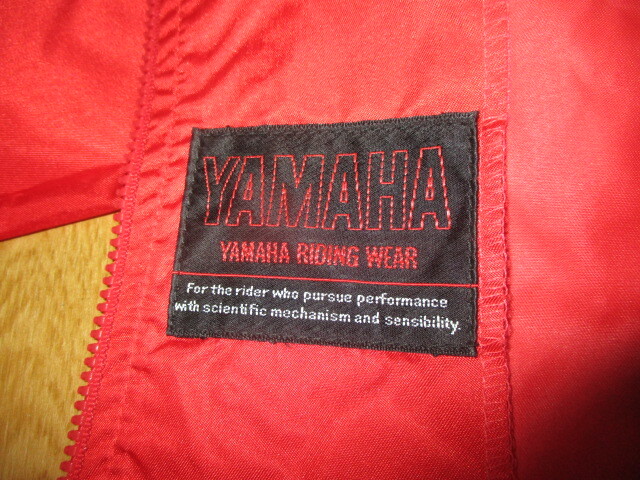 YAMAHA
YAMAHA RIDING WEAR
For the rider who pursue performance
with scientific mechanism and sensibility.